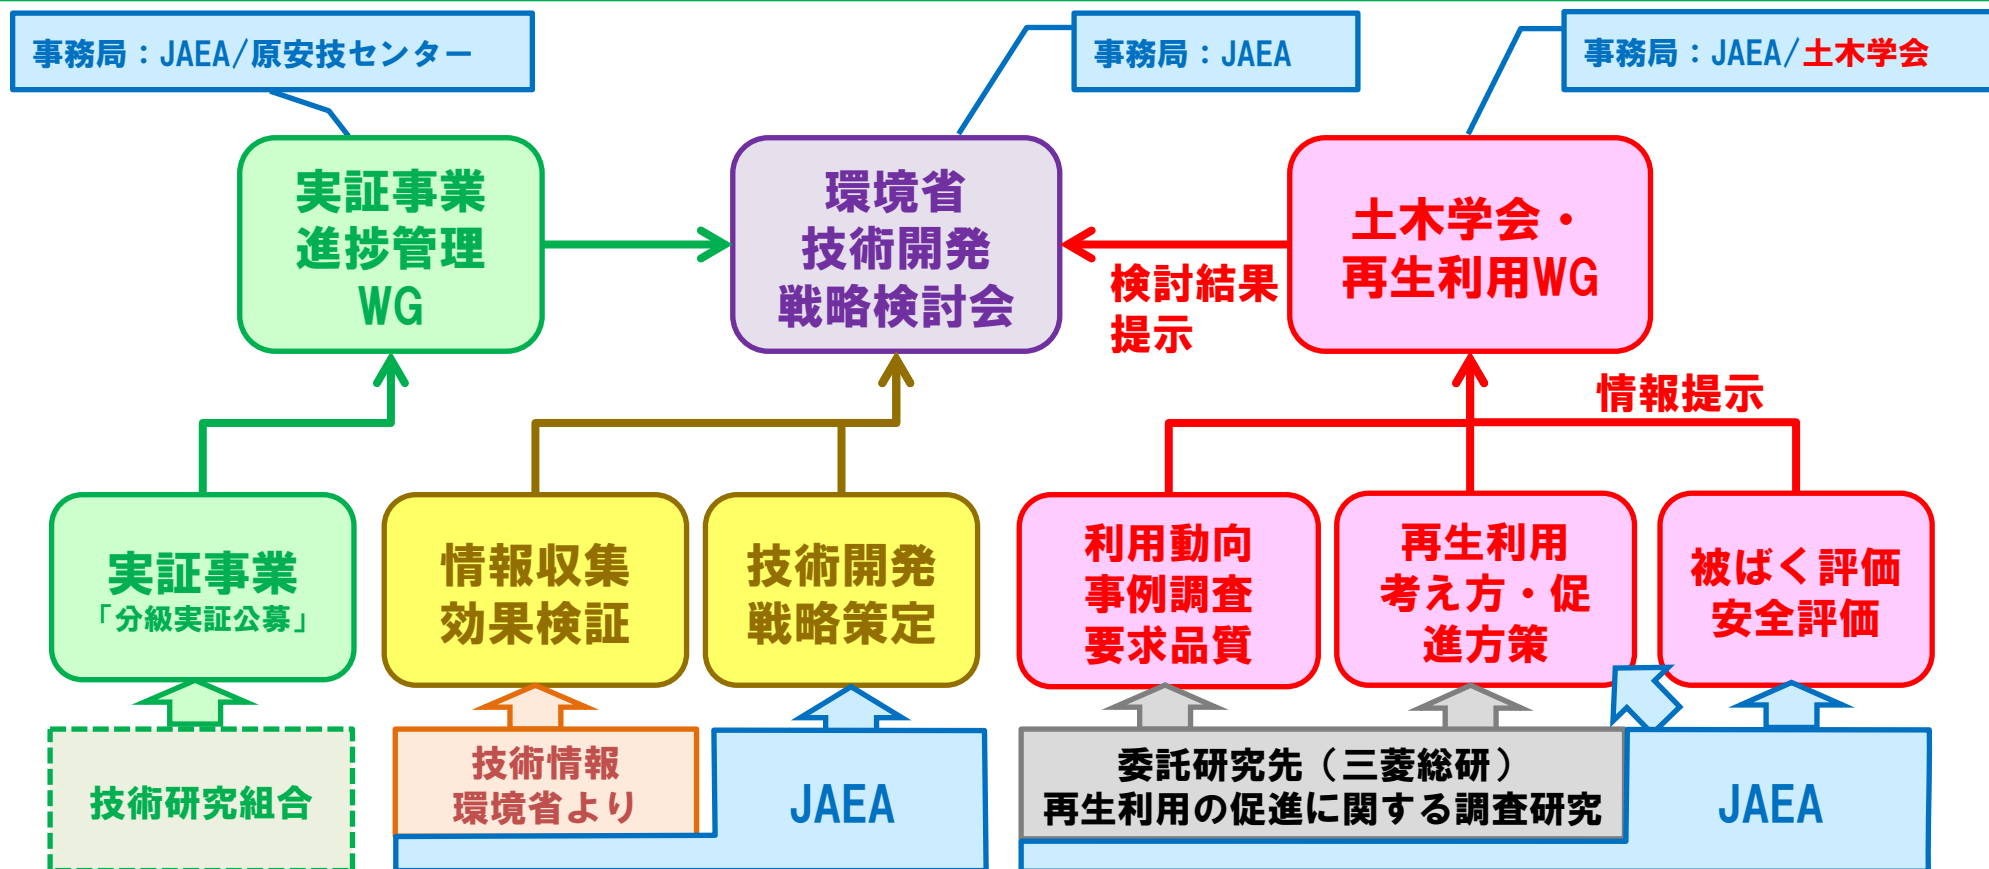 事務局：JAEA/原安技センター
事務局：JAEA
事務局：JAEA/土木学会
実証事業
進捗管理
WG
環境省
技術開発
戦略検討会
土木学会・
再生利用WG
検討結果
提示
情報提示
実証事業
「分級実証公募」
情報収集
効果検証
技術開発
戦略策定
利用動向
事例調査
要求品質
再生利用
考え方・促
進方策
被ばく評価
安全評価
技術研究組合
技術情報
環境省より
JAEA
委託研究先（三菱総研）
再生利用の促進に関する調査研究
JAEA